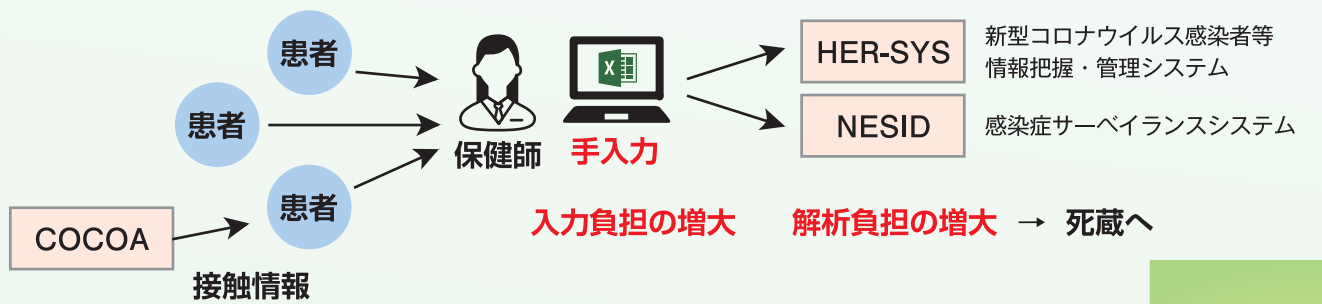 患者
患者
患者
COCOA
接触情報
保健師
X
手入力
HER-SYS
新型コロナウイルス感染者等
情報把握・管理システム
NESID
感染症サーベイランスシステム
入力負担の増大
解析負担の増大 → 死蔵へ